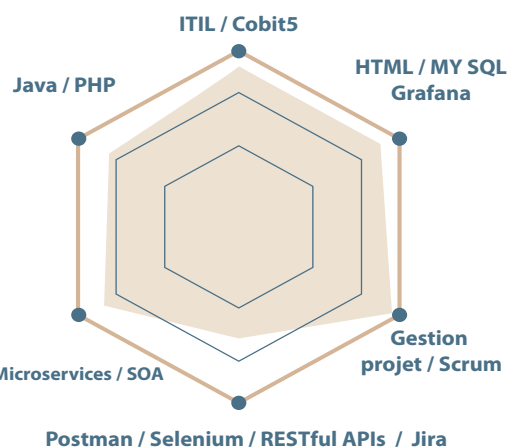 ITIL / Cobit5
HTML / MY SQL
Grafana
Java / PHP
Gestion
projet / Scrum
Microservices / SOA
Postman / Selenium / RESTful APIs / Jira